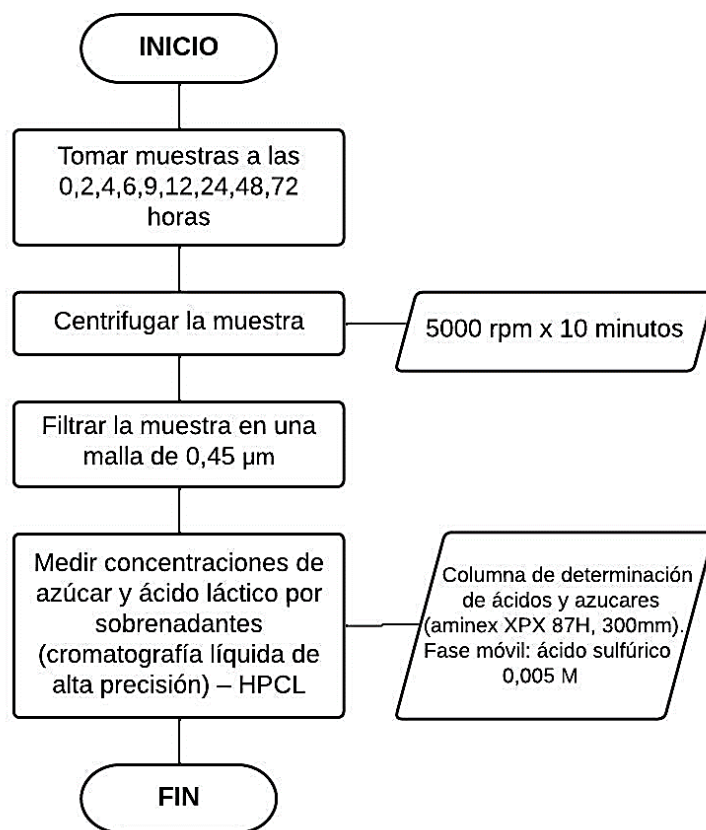 INICIO
Tomar muestras a las
0,2,4,6,9,12,24,48,72
horas
Centrifugar la muestra
5000 rpm x 10 minutos
Filtrar la muestra en una
malla de 0,45 µm
Medir concentraciones de
azúcar y ácido láctico por
sobrenadantes
(cromatografía líquida de
alta precisión) – HPCL
Columna de determinación
de ácidos y azucares
(aminex XPX 87H, 300mm).
Fase móvil: ácido sulfúrico
0,005 M
FIN